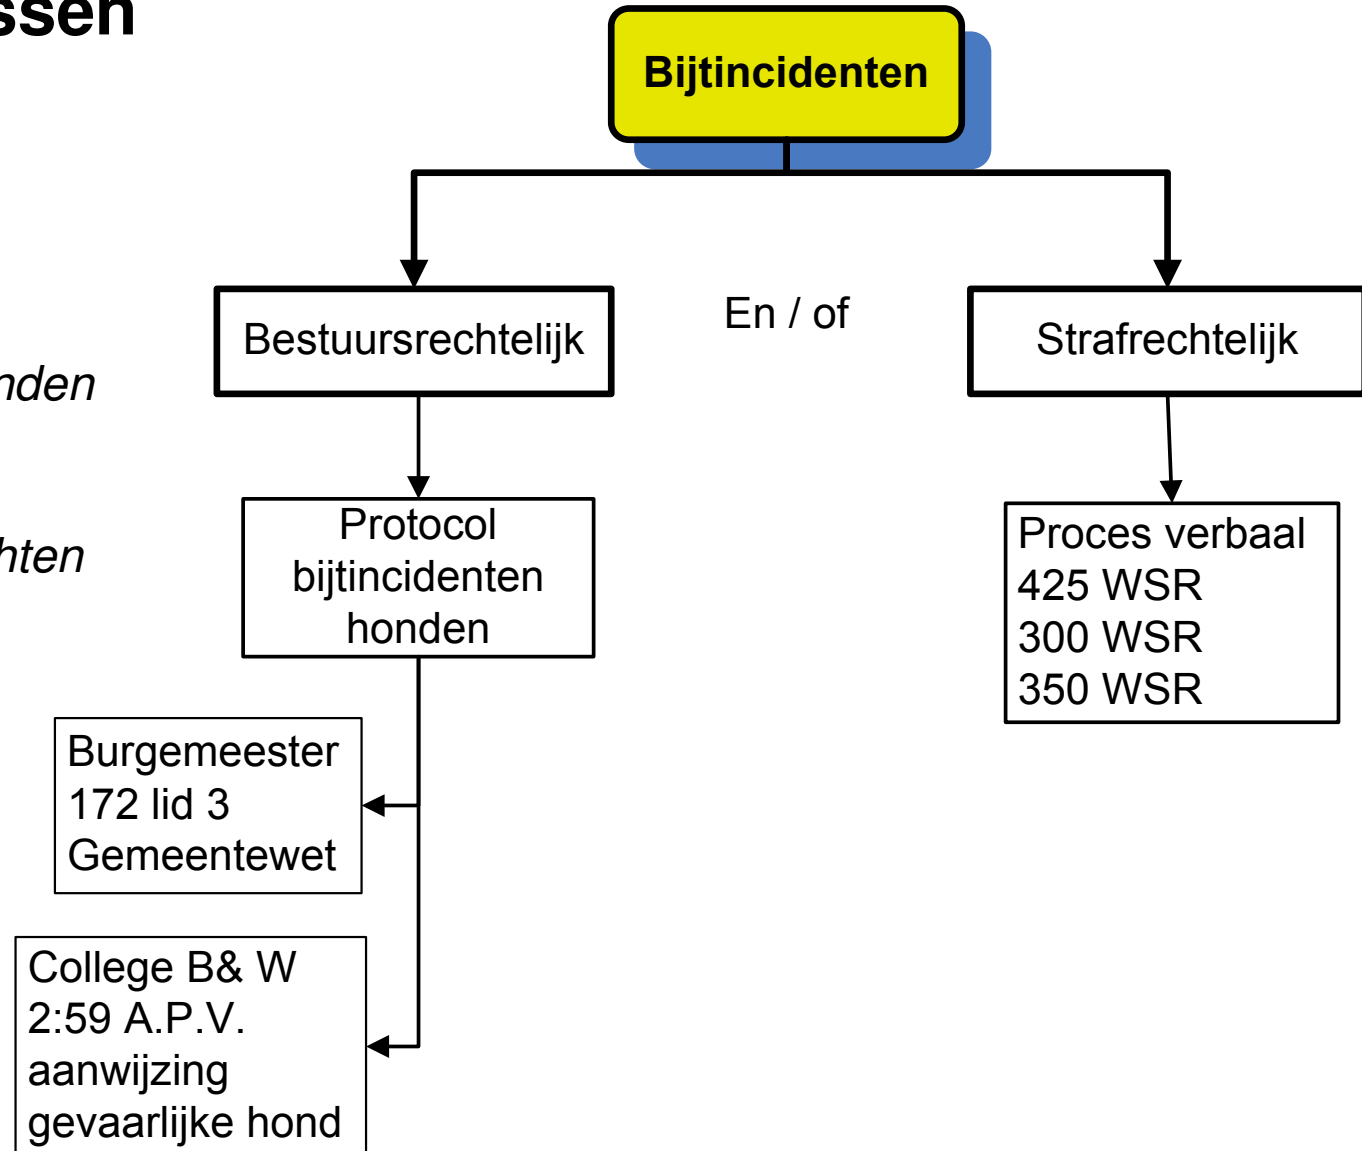 Bijtincidenten
Bestuursrechtelijk
En / of
Strafrechtelijk
Protocol
bijtincidenten
honden
Proces verbaal
425 WSR
300 WSR
350 WSR
Burgemeester
172 lid 3
Gemeentewet
College B& W
2:59 A.P.V.
aanwijzing
gevaarlijke hond